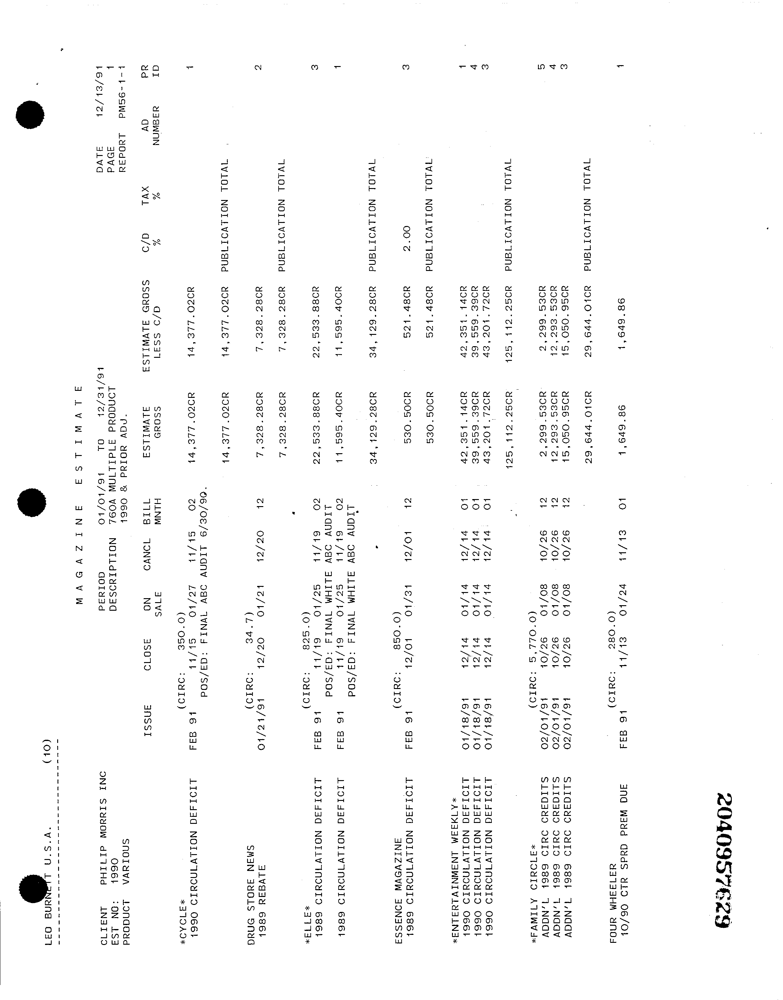 LEO BURNETT U.S.A. (10)
M A G A Z I N E E S T I M A T E
CLIENT PHILIP MORRIS INC PERIOD 01/01/91 TO 12/31/91 DATE 12/13/91
EST NO: 1990 DESCRIPTION 760A MULTIPLE PRODUCT PAGE 1
PRODUCT VARIOUS 1990 & PRIOR ADJ. REPORT PM56-1-1
ISSUE CLOSE ON CANCL BILL ESTIMATE ESTIMATE GROSS C/D TAX AD PR
SALE MNTH GROSS LESS C/D % % NUMBER ID
*CYCLE* (CIRC: 350.0)
1990 CIRCULATION DEFICIT FEB 91 11/15 01/27 11/15 02 14,377.02CR 14,377.02CR 1
POS/ED: FINAL ABC AUDIT 6/30/90.
14,377.02CR 14,377.02CR PUBLICATION TOTAL
DRUG STORE NEWS (CIRC: 34.7)
1989 REBATE 01/21/91 12/20 01/21 12/20 12 7,328.28CR 7,328.28CR 2
7,328.28CR 7,328.28CR PUBLICATION TOTAL
*ELLE* (CIRC: 825.0)
1989 CIRCULATION DEFICIT FEB 91 11/19 01/25 11/19 02 22,533.88CR 22,533.88CR 3
POS/ED: FINAL WHITE ABC AUDIT
1989 CIRCULATION DEFICIT FEB 91 11/19 01/25 11/19 02 11,595.40CR 11,595.40CR 1
POS/ED: FINAL WHITE ABC AUDIT
34,129.28CR 34,129.28CR PUBLICATION TOTAL
ESSENCE MAGAZINE (CIRC: 850.0)
1989 CIRCULATION DEFICIT FEB 91 12/01 01/31 12/01 12 530.50CR 521.48CR 2.00 3
530.50CR 521.48CR PUBLICATION TOTAL
*ENTERTAINMENT WEEKLY*
1990 CIRCULATION DEFICIT 01/18/91 12/14 01/14 12/14 01 42,351.14CR 42,351.14CR 1
1990 CIRCULATION DEFICIT 01/18/91 12/14 01/14 12/14 01 39,559.39CR 39,559.39CR 4
1990 CIRCULATION DEFICIT 01/18/91 12/14 01/14 12/14 01 43,201.72CR 43,201.72CR 3
125,112.25CR 125,112.25CR PUBLICATION TOTAL
*FAMILY CIRCLE* (CIRC: 5,770.0)
ADDN'L 1989 CIRC CREDITS 02/01/91 10/26 01/08 10/26 12 2,299.53CR 2,299.53CR 5
ADDN'L 1989 CIRC CREDITS 02/01/91 10/26 01/08 10/26 12 12,293.53CR 12,293.53CR 4
ADDN'L 1989 CIRC CREDITS 02/01/91 10/26 01/08 10/26 12 15,050.95CR 15,050.95CR 3
29,644.01CR 29,644.01CR PUBLICATION TOTAL
FOUR WHEELER (CIRC: 280.0)
10/90 CTR SPRD PREM DUE FEB 91 11/13 01/24 11/13 01 1,649.86 1,649.86 1
2040957629